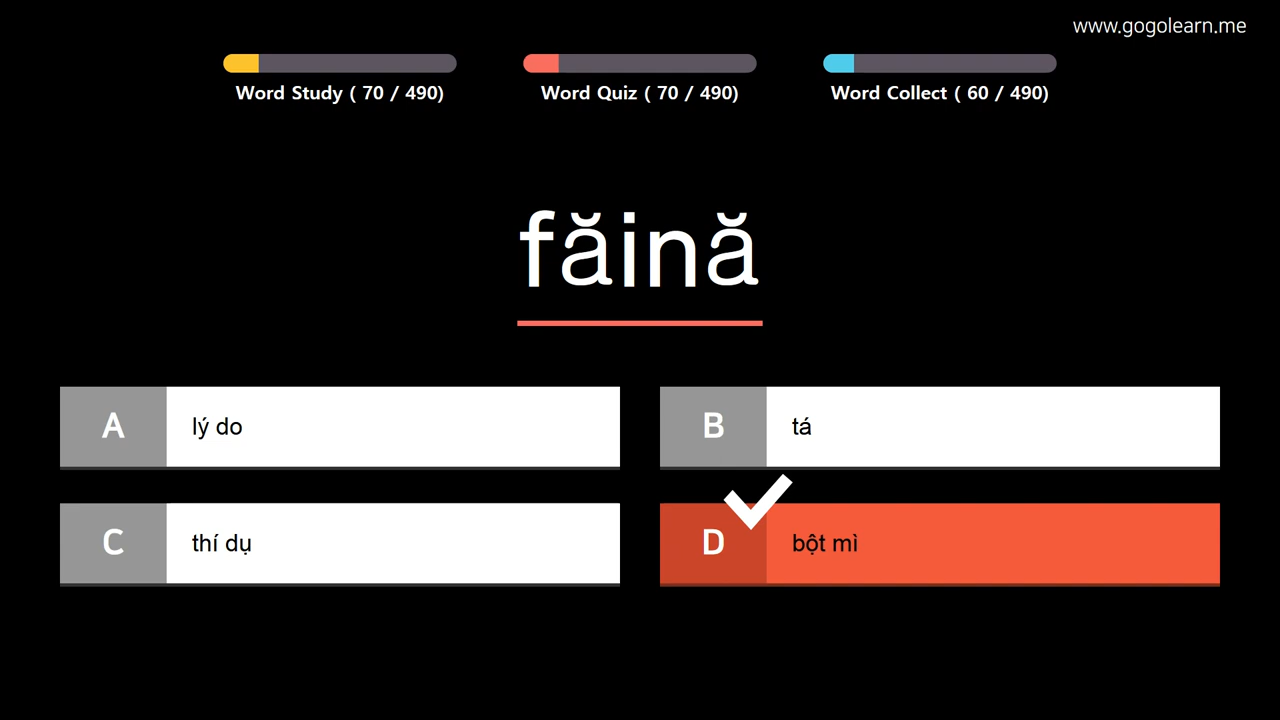 www.gogolearn.me
Word Study ( 70 / 490) Word Quiz ( 70 / 490) Word Collect ( 60 / 490)
făină
A lý do
B tá
C thí dụ
D bột mì